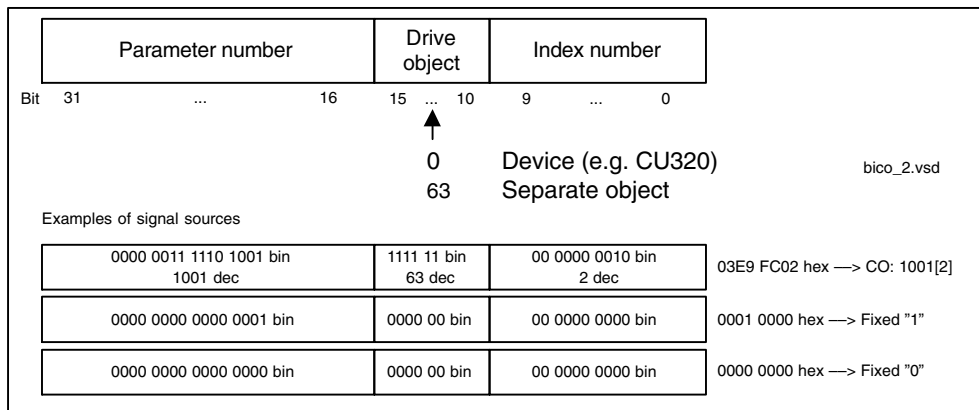 Parameter number Drive object Index number
Bit 31 ... 16 15 ... 10 9 ... 0
0 Device (e.g. CU320)
bico_2.vsd
63 Separate object
Examples of signal sources
0000 0011 1110 1001 bin 1111 11 bin 00 0000 0010 bin
1001 dec 63 dec 2 dec
03E9 FC02 hex —> CO: 1001[2]
0000 0000 0000 0001 bin 0000 00 bin 00 0000 0000 bin 0001 0000 hex —> Fixed ”1”
0000 0000 0000 0000 bin 0000 00 bin 00 0000 0000 bin 0000 0000 hex —> Fixed ”0”